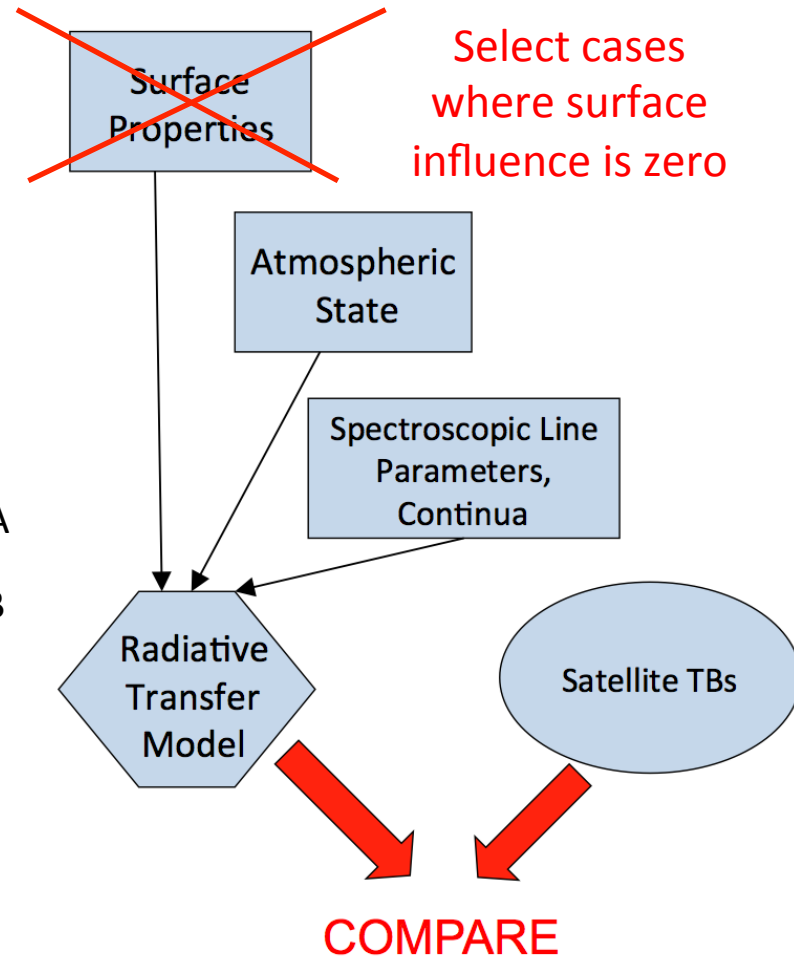 Surface
Properties
Select cases
where surface
influence is zero
Atmospheric
State
Spectroscopic Line
Parameters,
Continua
A
B
Radiative
Transfer
Model
Satellite TBs
COMPARE